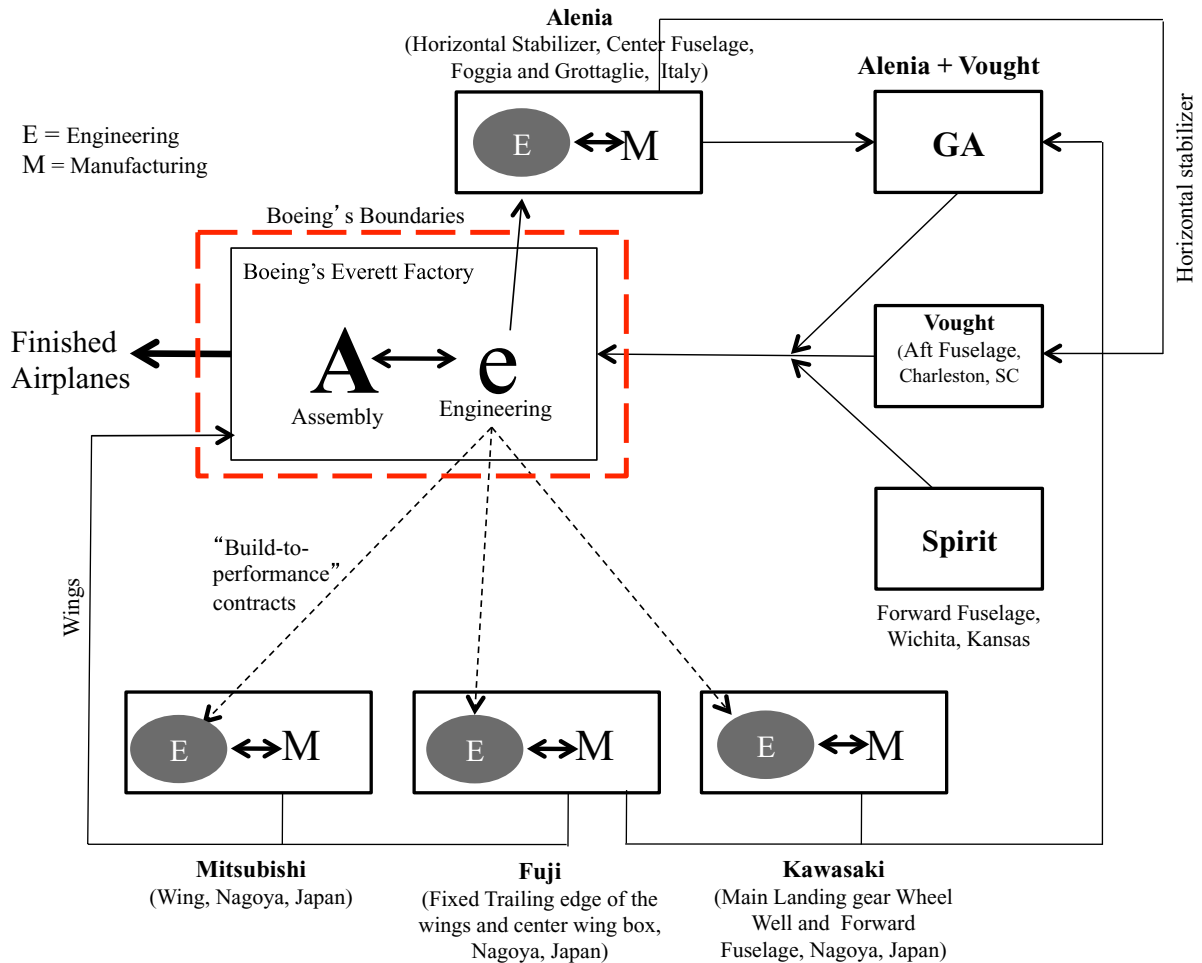 Alenia
(Horizontal Stabilizer, Center Fuselage,
Foggia and Grottaglie, Italy)
Alenia + Vought
E = Engineering
M = Manufacturing
E
M
GA
Horizontal stabilizer
Boeing's Boundaries
Boeing's Everett Factory
Finished
Airplanes
A
e
Assembly
Engineering
Vought
(Aft Fuselage,
Charleston, SC
Spirit
Forward Fuselage,
Wichita, Kansas
"Build-to-
performance"
contracts
Wings
E
M
E
M
E
M
Mitsubishi
(Wing, Nagoya, Japan)
Fuji
(Fixed Trailing edge of the
wings and center wing box,
Nagoya, Japan)
Kawasaki
(Main Landing gear Wheel
Well and Forward
Fuselage, Nagoya, Japan)